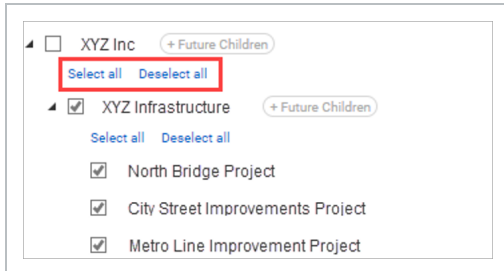 XYZ Inc (+ Future Children)
Select all Deselect all
XYZ Infrastructure (+ Future Children)
Select all Deselect all
North Bridge Project
City Street Improvements Project
Metro Line Improvement Project